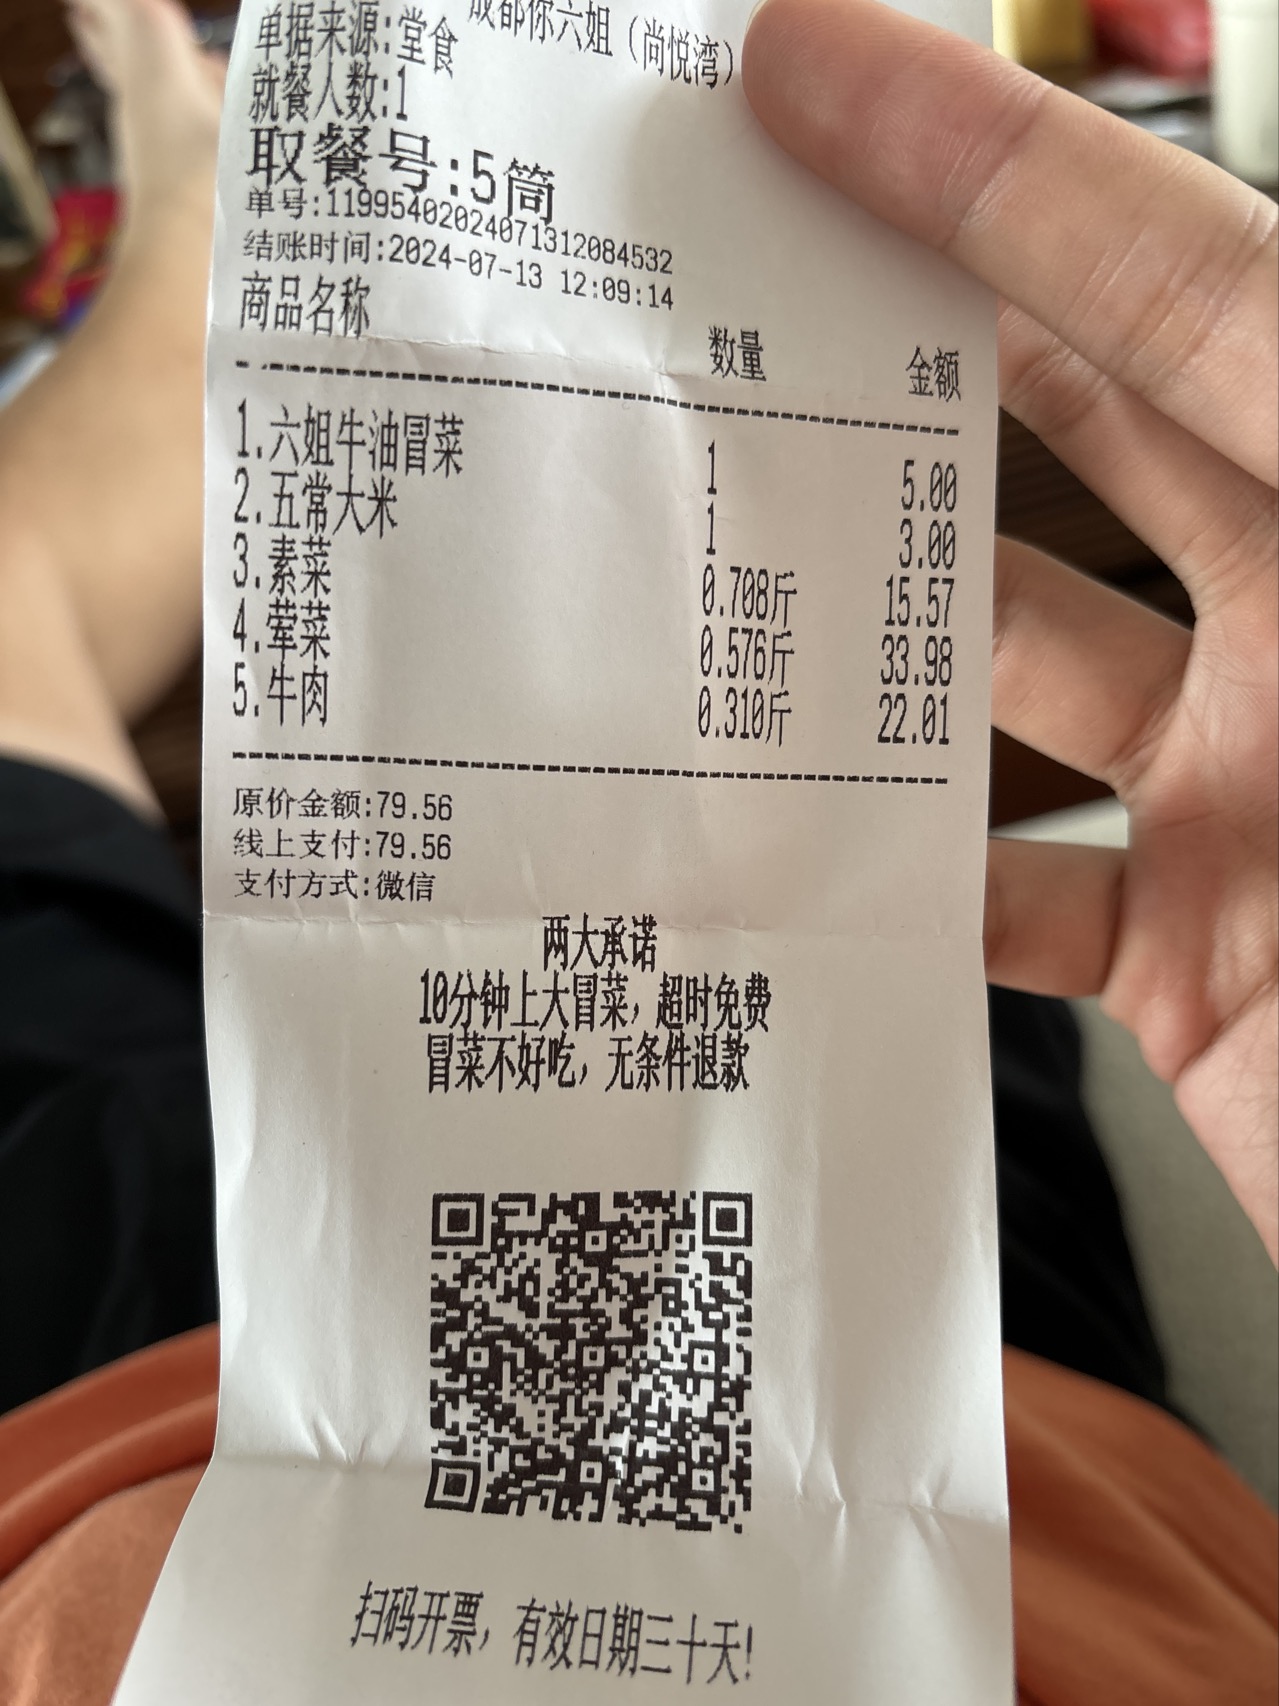 成都你六姐（尚悦湾）
单据来源:堂食
就餐人数:1
取餐号:5筒
单号:11995402024071312084532
结账时间:2024-07-13 12:09:14
商品名称 数量 金额
1.六姐牛油冒菜 1 5.00
2.五常大米 1 3.00
3.素菜 0.708斤 15.57
4.荤菜 0.576斤 33.98
5.牛肉 0.310斤 22.01
原价金额:79.56
线上支付:79.56
支付方式:微信
两大承诺
10分钟上大冒菜，超时免费
冒菜不好吃，无条件退款
扫码开票，有效日期三十天!